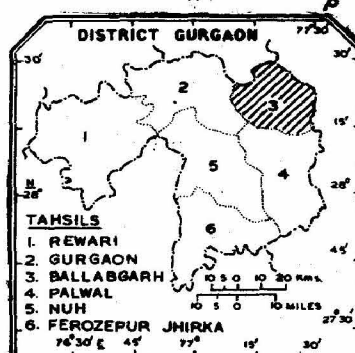 DISTRICT GURGAON
77° 30'
30'
30'
2
3
15'
15'
1
5
4
N
28°
28°
TAHSILS
1. REWARI
2. GURGAON
3. BALLABGARH
4. PALWAL
5. NUH
6. FEROZEPUR JHIRKA
6
10 5 0 10 20 Kms.
10 5 0 10 MILES
27° 30'
76° 30' E 45' 77° 15' 30'